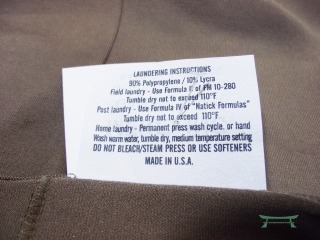 LAUNDERING INSTRUCTIONS
90% Polypropylene / 10% Lycra
Field laundry - Use Formula II of FM 10-280
Tumble dry not to exceed 110°F
Post laundry - Use Formula IV of "Natick Formulas"
Tumble dry not to exceed 110°F
Home laundry - Permanent press wash cycle, or hand
Wash warm water, tumble dry, medium temperature setting
DO NOT BLEACH/STEAM PRESS OR USE SOFTENERS
MADE IN U.S.A.